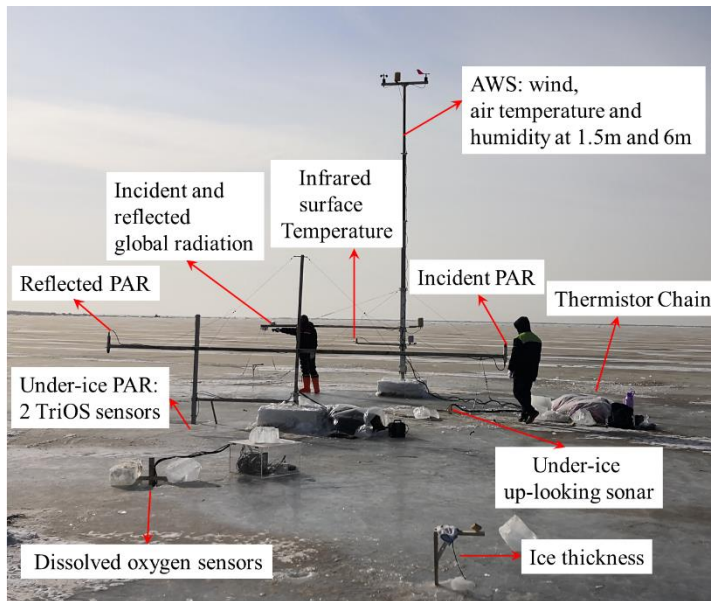 AWS: wind,
air temperature and
humidity at 1.5m and 6m
Incident and
reflected
global radiation
Infrared
surface
Temperature
Reflected PAR
Incident PAR
Thermistor Chain
Under-ice PAR:
2 TriOS sensors
Under-ice
up-looking sonar
Dissolved oxygen sensors
Ice thickness